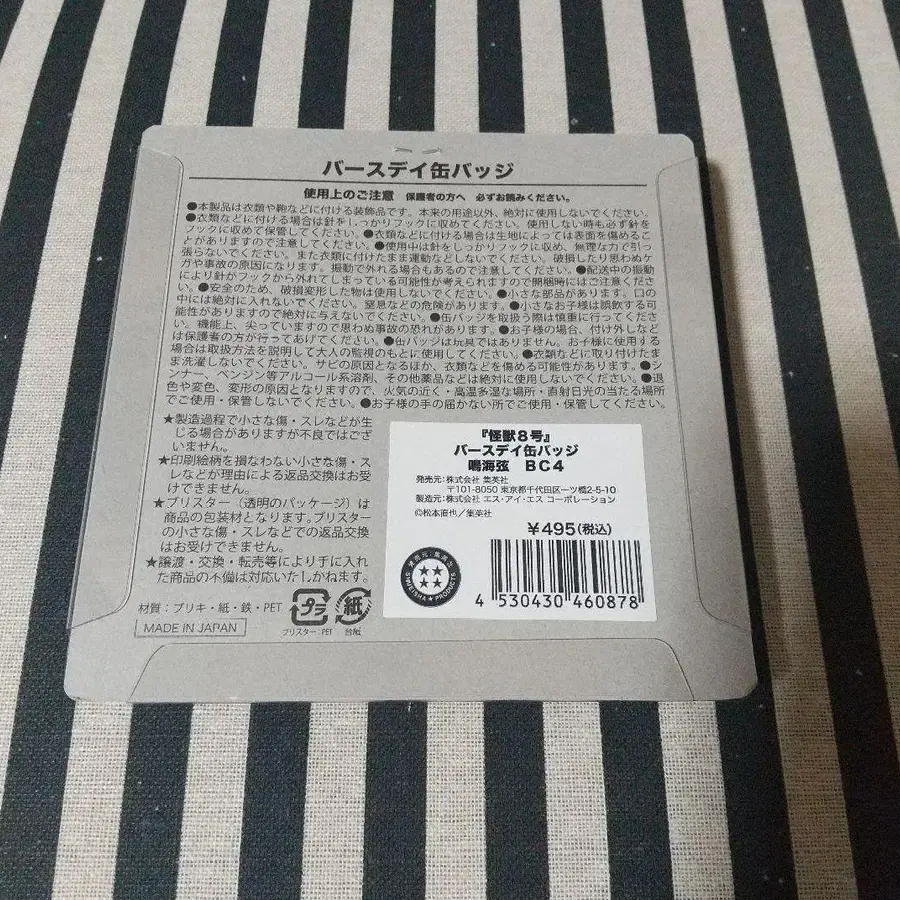 バースデイ缶バッジ
使用上のご注意 保護者の方へ 必ずお読みください。
●本製品は衣類や鞄などに付ける装飾品です。本来の用途以外、絶対に使用しないでください。
●衣類などに付ける場合は針をしっかりフックに収めてください。使用しない時も必ず針を
フックに収めて保管してください。●衣類などに付ける場合は生地によっては表面を傷めるこ
とがありますので注意してください。●使用中は針をしっかりフックに収め、無理な力で引っ
張らないでください。また衣類に付けたまま運動などしないでください。破損したり思わぬケ
ガや事故の原因になります。振動で外れる場合もあるので注意してください。●配送中の振動
により針がフックから外れてしまっている可能性が考えられますので開梱時にはご注意くださ
い。●安全のため、破損変形した物は使用しないでください。●小さな部品があります。口の
中には絶対に入れないでください。窒息などの危険があります。●小さなお子様は誤飲する可
能性がありますので絶対に与えないでください。●缶バッジを取扱う際は慎重に行ってくださ
い。機能上、尖っていますので思わぬ事故の恐れがあります。●お子様の場合、付け外しなど
は保護者の方が行ってあげてください。●缶バッジは玩具ではありません。お子様に使用する
場合は取扱方法を説明して大人の監視のもとに使用してください。●衣類などに取り付けたま
ま洗濯しないでください。サビの原因となるほか、衣類などを傷める可能性があります。●シ
ンナー、ベンジン等アルコール系溶剤、その他薬品などは絶対に使用しないでください。●退
色や変色、変形の原因となりますので、火気の近く・高温多湿な場所・直射日光の当たる場所
でご使用・保管しないでください。●お子様の手の届かない所でご使用・保管してください。
★製造過程で小さな傷・スレなどが生
じる場合がありますが不良ではござ
いません。
★印刷絵柄を損なわない小さな傷・ス
レなどが理由による返品交換はお受
けできません。
★ブリスター（透明のパッケージ）は
商品の包装材となります。ブリスター
の小さな傷・スレなどでの返品交換
はお受けできません。
★譲渡・交換・転売等により手に入れ
た商品の不備は対応いたしかねます。
材質：ブリキ・紙・鉄・PET
MADE IN JAPAN
プラ
ブリスター：PET
紙
台紙
『怪獣８号』
バースデイ缶バッジ
鳴海弦 ＢＣ４
発売元：株式会社 集英社
〒101-8050 東京都千代田区一ツ橋2-5-10
製造元：株式会社 エス・アイ・エス コーポレーション
©松本直也／集英社
¥495(税込)
発売元：集英社
SHUEISHA ★ PRODUCTS
4 530430 460878